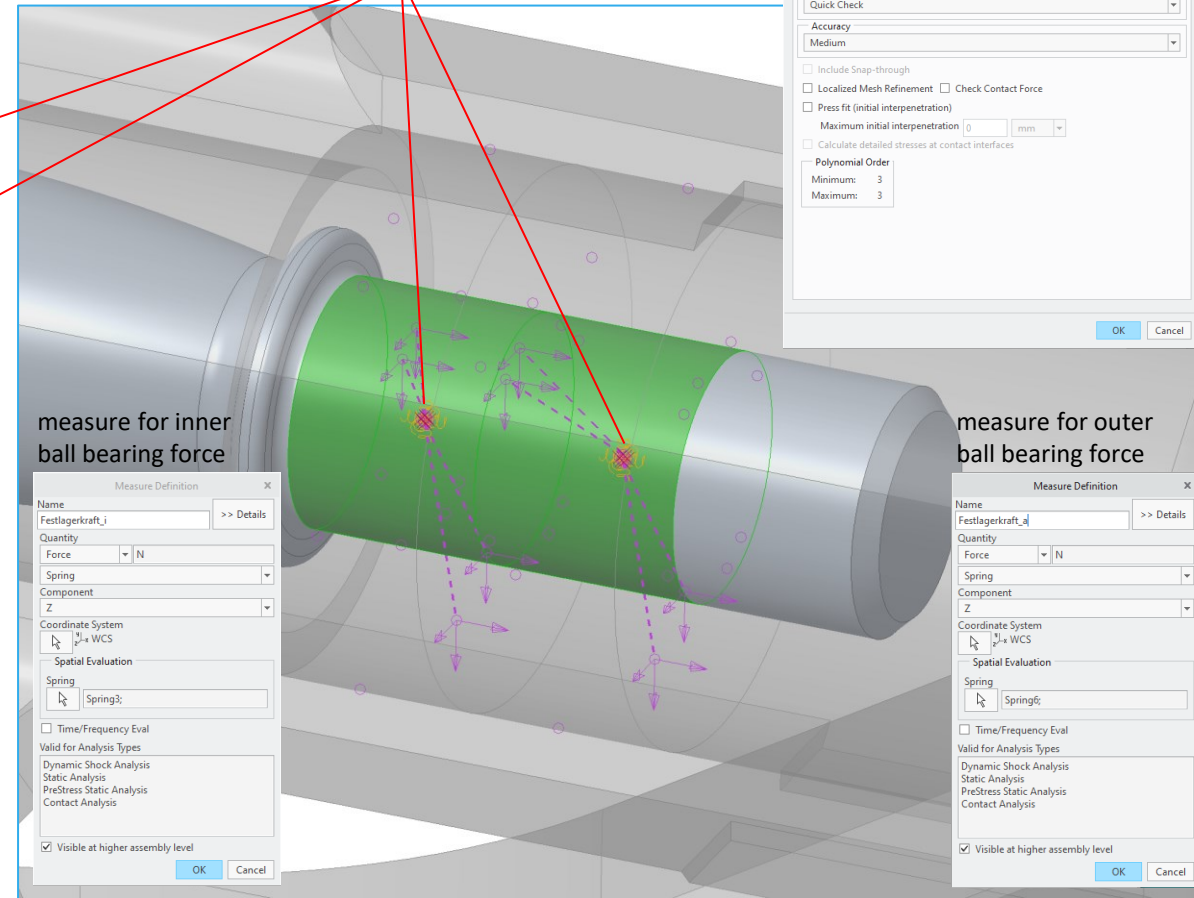 Quick Check
Accuracy
Medium
Include Snap-through
Localized Mesh Refinement Check Contact Force
Press fit (initial interpenetration)
Maximum initial interpenetration 0 mm
Calculate detailed stresses at contact interfaces
Polynomial Order
Minimum: 3
Maximum: 3
OK Cancel
measure for inner
ball bearing force
Measure Definition x
Name
Festlagerkraft_i >> Details
Quantity
Force N
Spring
Component
Z
Coordinate System
WCS
Spatial Evaluation
Spring
Spring3;
Time/Frequency Eval
Valid for Analysis Types
Dynamic Shock Analysis
Static Analysis
PreStress Static Analysis
Contact Analysis
Visible at higher assembly level
OK Cancel
measure for outer
ball bearing force
Measure Definition x
Name
Festlagerkraft_a >> Details
Quantity
Force N
Spring
Component
Z
Coordinate System
WCS
Spatial Evaluation
Spring
Spring6;
Time/Frequency Eval
Valid for Analysis Types
Dynamic Shock Analysis
Static Analysis
PreStress Static Analysis
Contact Analysis
Visible at higher assembly level
OK Cancel